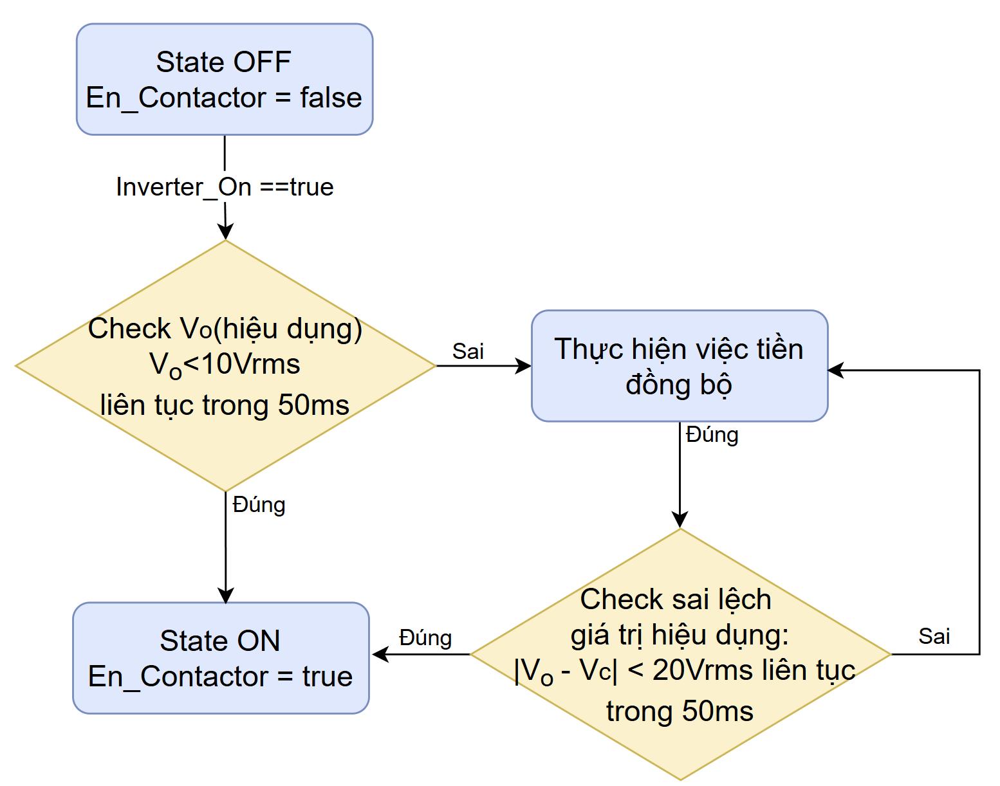 State OFF
En_Contactor = false
Inverter_On ==true
Check Vo(hiệu dụng)
Vo<10Vrms
liên tục trong 50ms
Sai
Thực hiện việc tiền
đồng bộ
Đúng
Đúng
State ON
En_Contactor = true
Đúng
Check sai lệch
giá trị hiệu dụng:
|Vo - Vc| < 20Vrms liên tục
trong 50ms
Sai